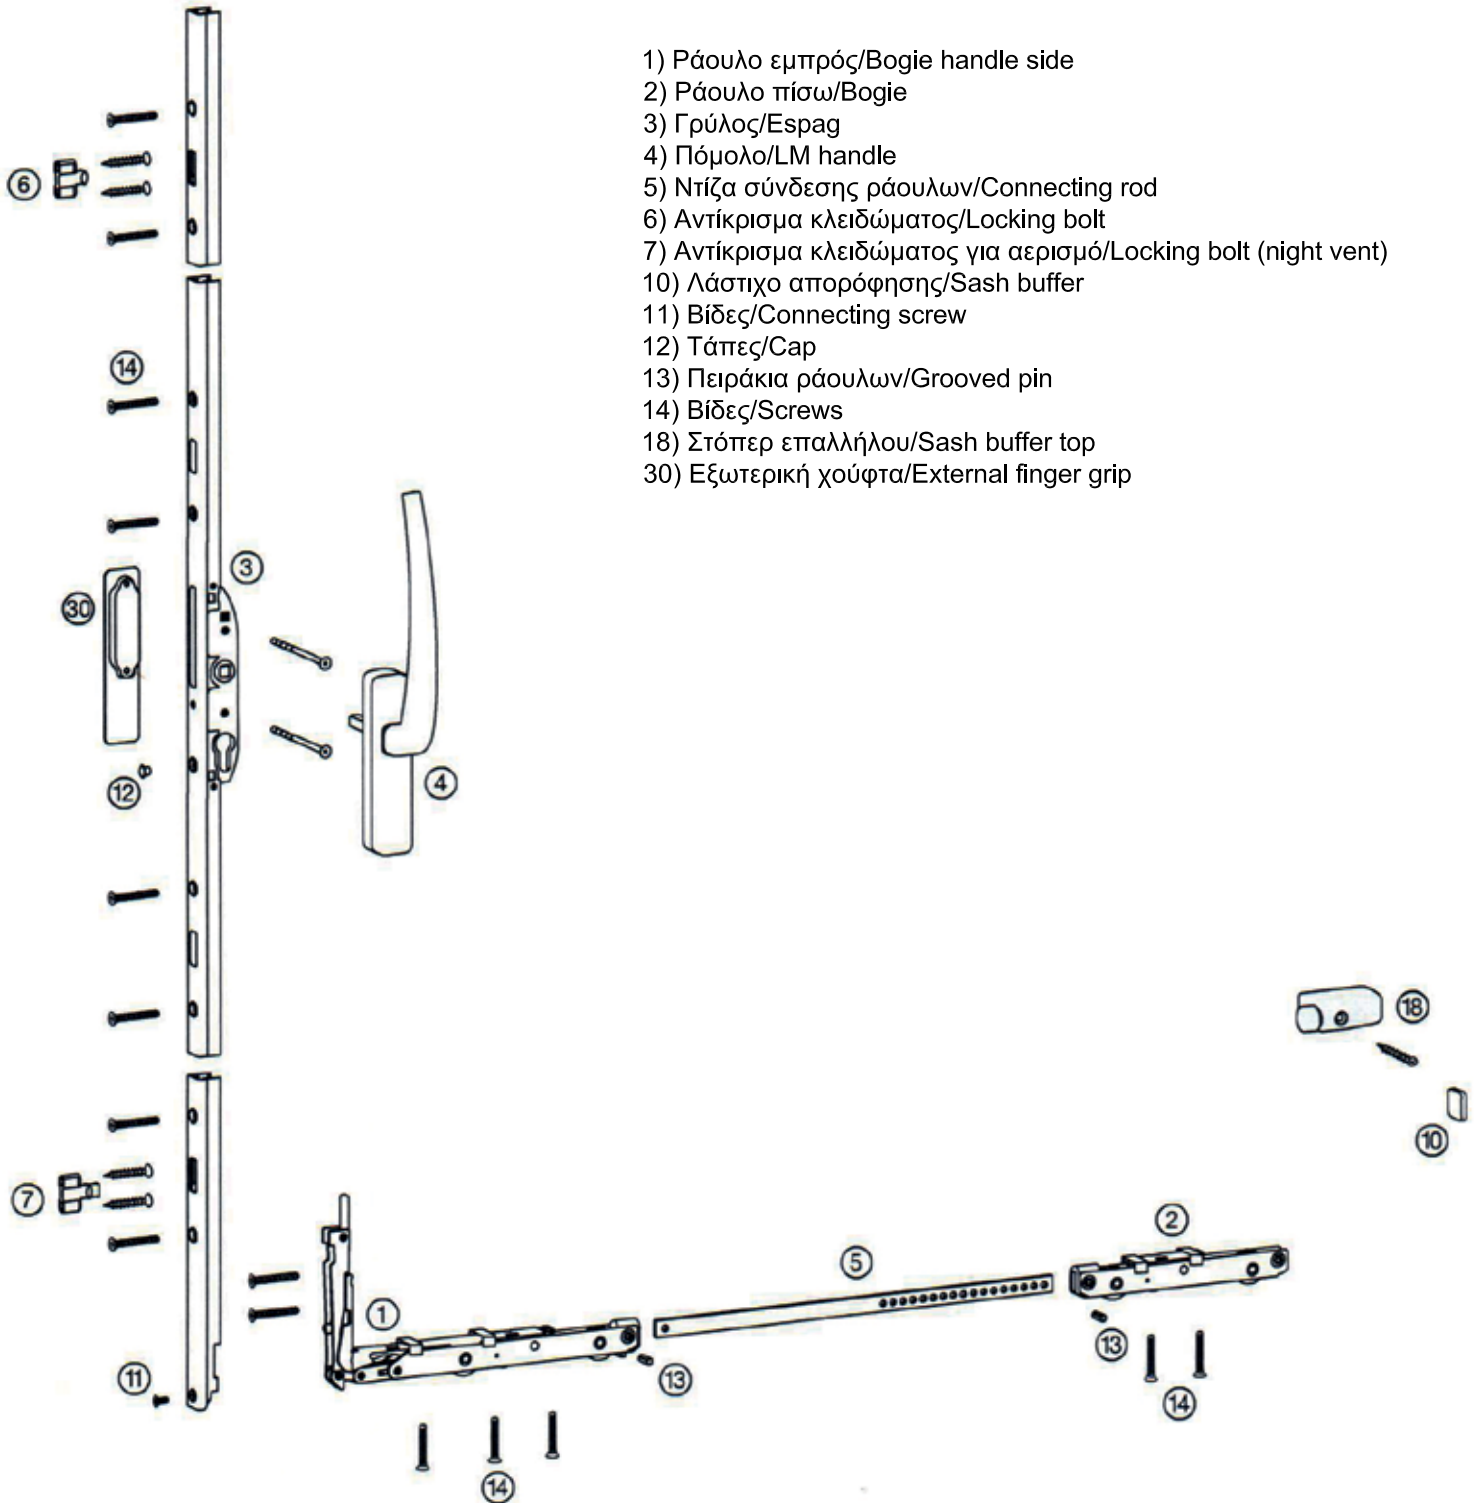 1) Ράουλο εμπρός/Bogie handle side
2) Ράουλο πίσω/Bogie
3) Γρύλος/Espag
4) Πόμολο/LM handle
5) Ντίζα σύνδεσης ράουλων/Connecting rod
6) Αντίκρισμα κλειδώματος/Locking bolt
7) Αντίκρισμα κλειδώματος για αερισμό/Locking bolt (night vent)
10) Λάστιχο απορόφησης/Sash buffer
11) Βίδες/Connecting screw
12) Τάπες/Cap
13) Πειράκια ράουλων/Grooved pin
14) Βίδες/Screws
18) Στόπερ επαλλήλου/Sash buffer top
30) Εξωτερική χούφτα/External finger grip
6
14
3
30
12
4
18
10
7
2
5
1
13
13
11
14
14